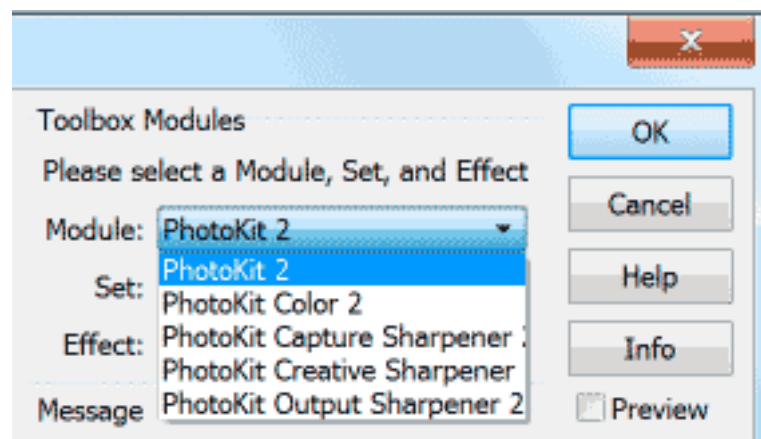 Toolbox Modules
OK
Please select a Module, Set, and Effect
Cancel
Module: PhotoKit 2
PhotoKit 2
Set:
Help
PhotoKit Color 2
Effect:
PhotoKit Capture Sharpener
Info
PhotoKit Creative Sharpener
Message
PhotoKit Output Sharpener 2
Preview